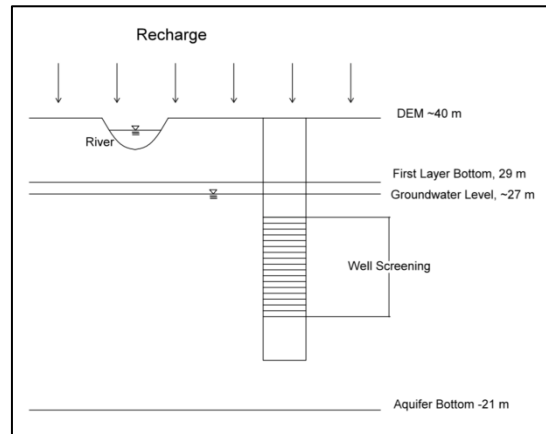 Recharge
DEM ~40 m
River
First Layer Bottom, 29 m
Groundwater Level, ~27 m
Well Screening
Aquifer Bottom -21 m